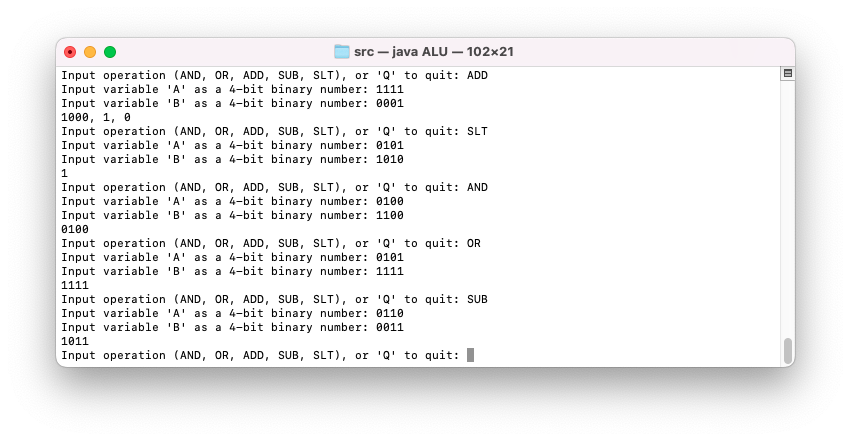 src — java ALU — 102×21
Input operation (AND, OR, ADD, SUB, SLT), or 'Q' to quit: ADD
Input variable 'A' as a 4-bit binary number: 1111
Input variable 'B' as a 4-bit binary number: 0001
1000, 1, 0
Input operation (AND, OR, ADD, SUB, SLT), or 'Q' to quit: SLT
Input variable 'A' as a 4-bit binary number: 0101
Input variable 'B' as a 4-bit binary number: 1010
1
Input operation (AND, OR, ADD, SUB, SLT), or 'Q' to quit: AND
Input variable 'A' as a 4-bit binary number: 0100
Input variable 'B' as a 4-bit binary number: 1100
0100
Input operation (AND, OR, ADD, SUB, SLT), or 'Q' to quit: OR
Input variable 'A' as a 4-bit binary number: 0101
Input variable 'B' as a 4-bit binary number: 1111
1111
Input operation (AND, OR, ADD, SUB, SLT), or 'Q' to quit: SUB
Input variable 'A' as a 4-bit binary number: 0110
Input variable 'B' as a 4-bit binary number: 0011
1011
Input operation (AND, OR, ADD, SUB, SLT), or 'Q' to quit: